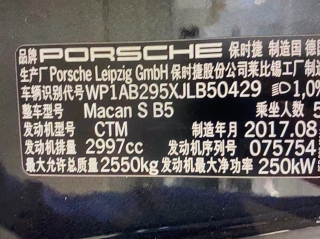 品牌 PORSCHE 保时捷 制造国 德国
生产厂 Porsche Leipzig GmbH 保时捷股份公司莱比锡工厂制造
车辆识别代号 WP1AB295XJLB50429 1,0%
整车型号 Macan S B5 乘坐人数 5
发动机型号 CTM 制造年月 2017.08
发动机排量 2997cc 发动机序列号 075754
最大允许总质量 2550kg 发动机最大净功率 250kW